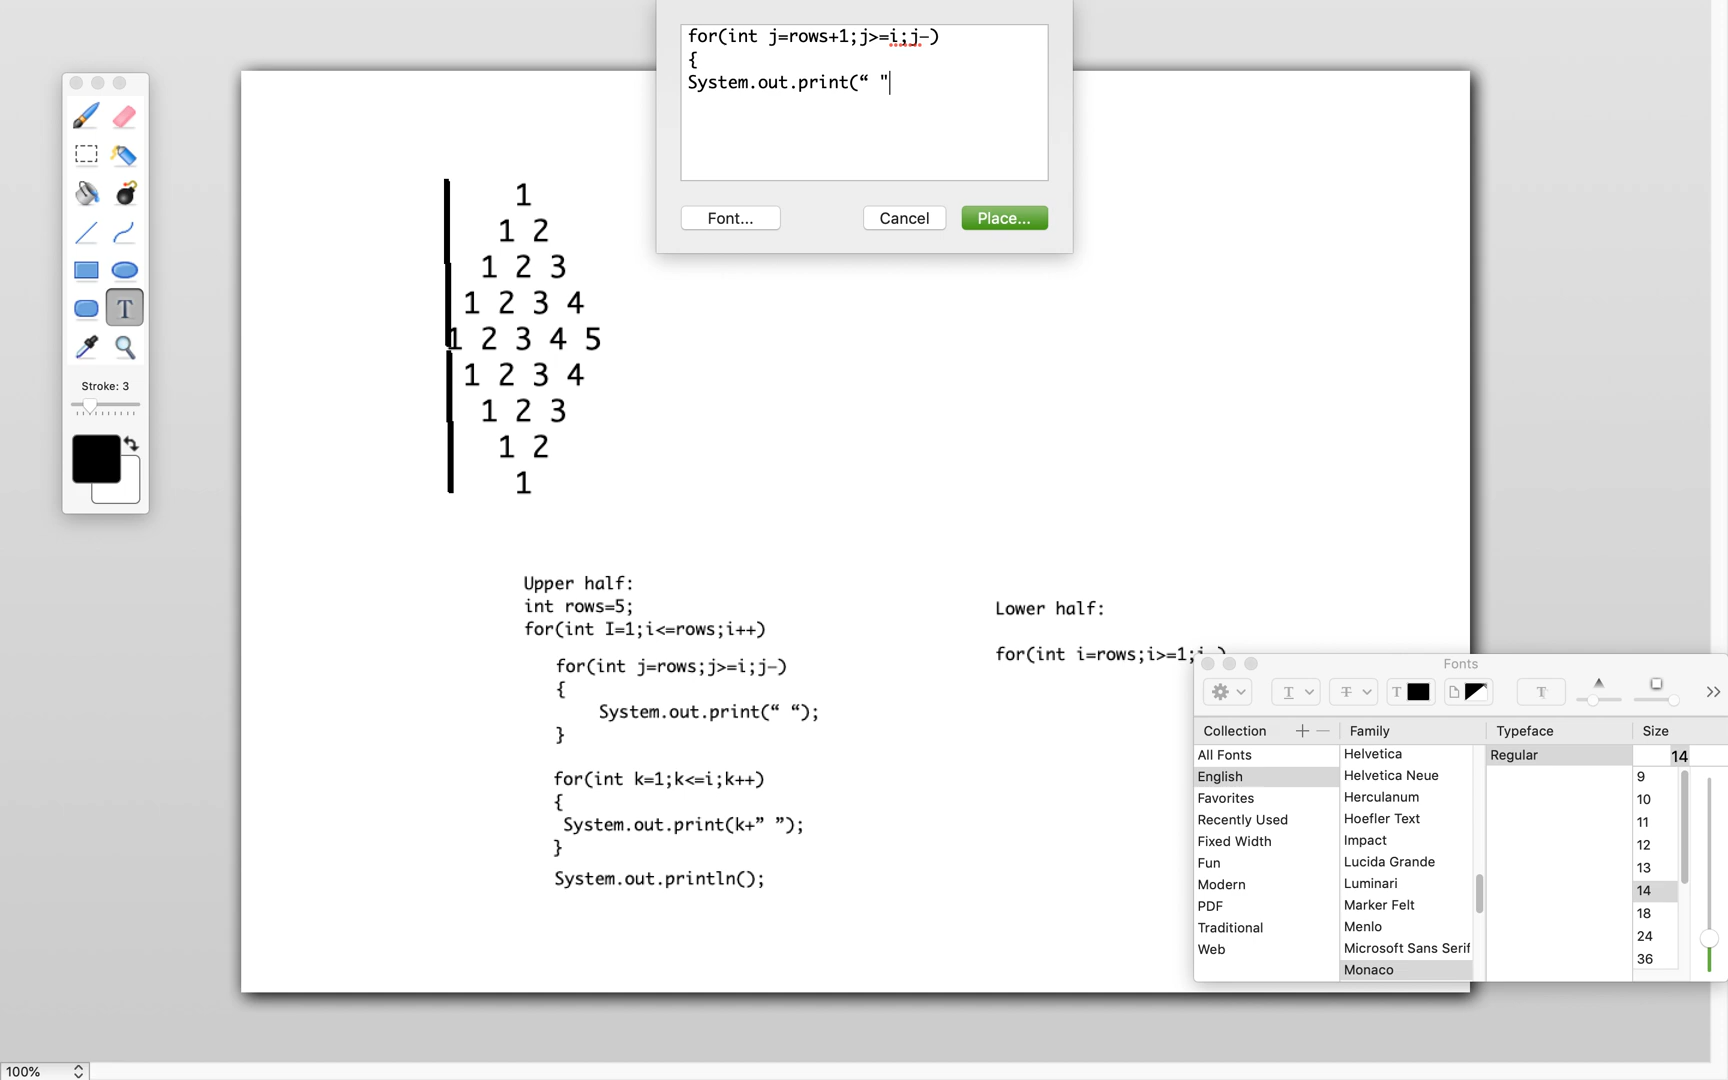 for(int j=rows+1;j>=i;j–)
{
System.out.print(“ "
Font...
Cancel
Place...
Stroke: 3
1
1 2
1 2 3
1 2 3 4
1 2 3 4 5
1 2 3 4
1 2 3
1 2
1
Upper half:
int rows=5;
for(int I=1;i<=rows;i++)
for(int j=rows;j>=i;j–)
{
System.out.print(“ “);
}
for(int k=1;k<=i;k++)
{
System.out.print(k+” ”);
}
System.out.println();
Lower half:
for(int i=rows;i>=1;
Fonts
Collection
All Fonts
English
Favorites
Recently Used
Fixed Width
Fun
Modern
PDF
Traditional
Web
Family
Helvetica
Helvetica Neue
Herculanum
Hoefler Text
Impact
Lucida Grande
Luminari
Marker Felt
Menlo
Microsoft Sans Serif
Monaco
Typeface
Regular
Size
14
9
10
11
12
13
14
18
24
36
100%